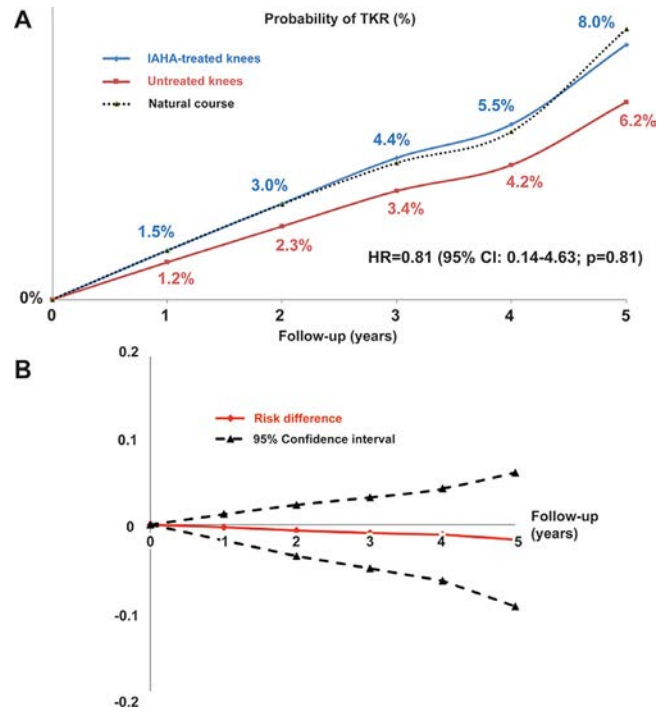 A
Probability of TKR (%)
IAHA-treated knees
Untreated knees
Natural course
8.0%
5.5%
4.4%
3.0%
1.5%
6.2%
4.2%
3.4%
2.3%
1.2%
HR=0.81 (95% CI: 0.14-4.63; p=0.81)
0%
0 1 2 3 4 5
Follow-up (years)
B
0.2
0.1
0
-0.1
-0.2
Risk difference
95% Confidence interval
Follow-up
(years)
0 1 2 3 4 5